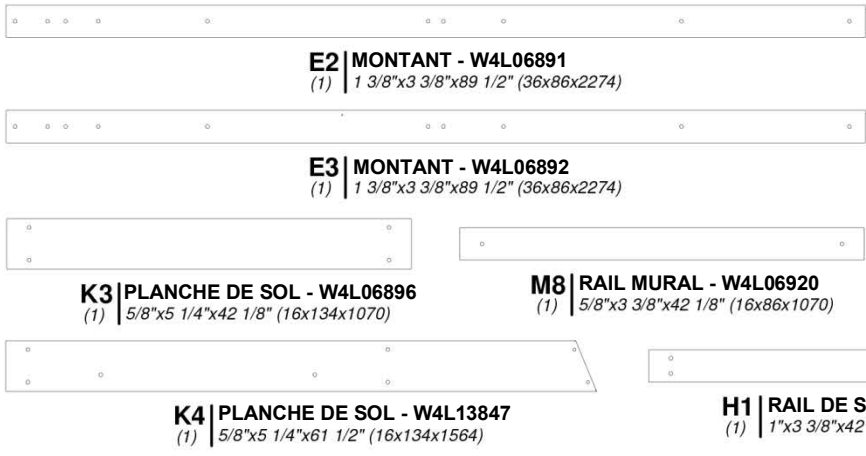 E2 MONTANT - W4L06891
(1) 1 3/8"x3 3/8"x89 1/2" (36x86x2274)
E3 MONTANT - W4L06892
(1) 1 3/8"x3 3/8"x89 1/2" (36x86x2274)
K3 PLANCHE DE SOL - W4L06896
(1) 5/8"x5 1/4"x42 1/8" (16x134x1070)
M8 RAIL MURAL - W4L06920
(1) 5/8"x3 3/8"x42 1/8" (16x86x1070)
K4 PLANCHE DE SOL - W4L13847
(1) 5/8"x5 1/4"x61 1/2" (16x134x1564)
H1 RAIL DE S
(1) 1"x3 3/8"x42